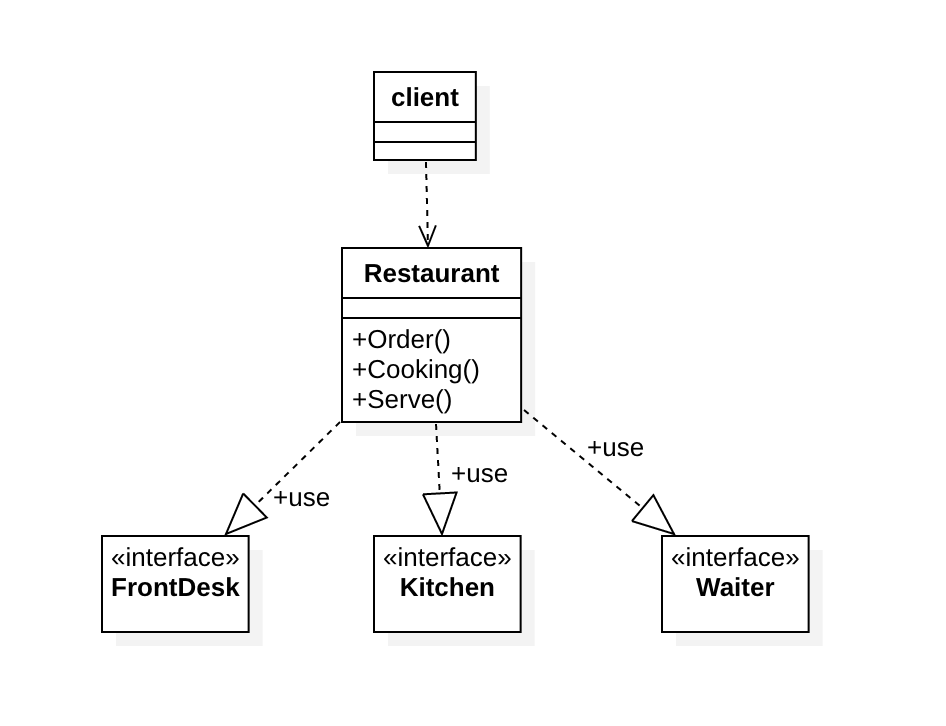 client
Restaurant
+Order()
+Cooking()
+Serve()
+use
+use
+use
«interface»
FrontDesk
«interface»
Kitchen
«interface»
Waiter